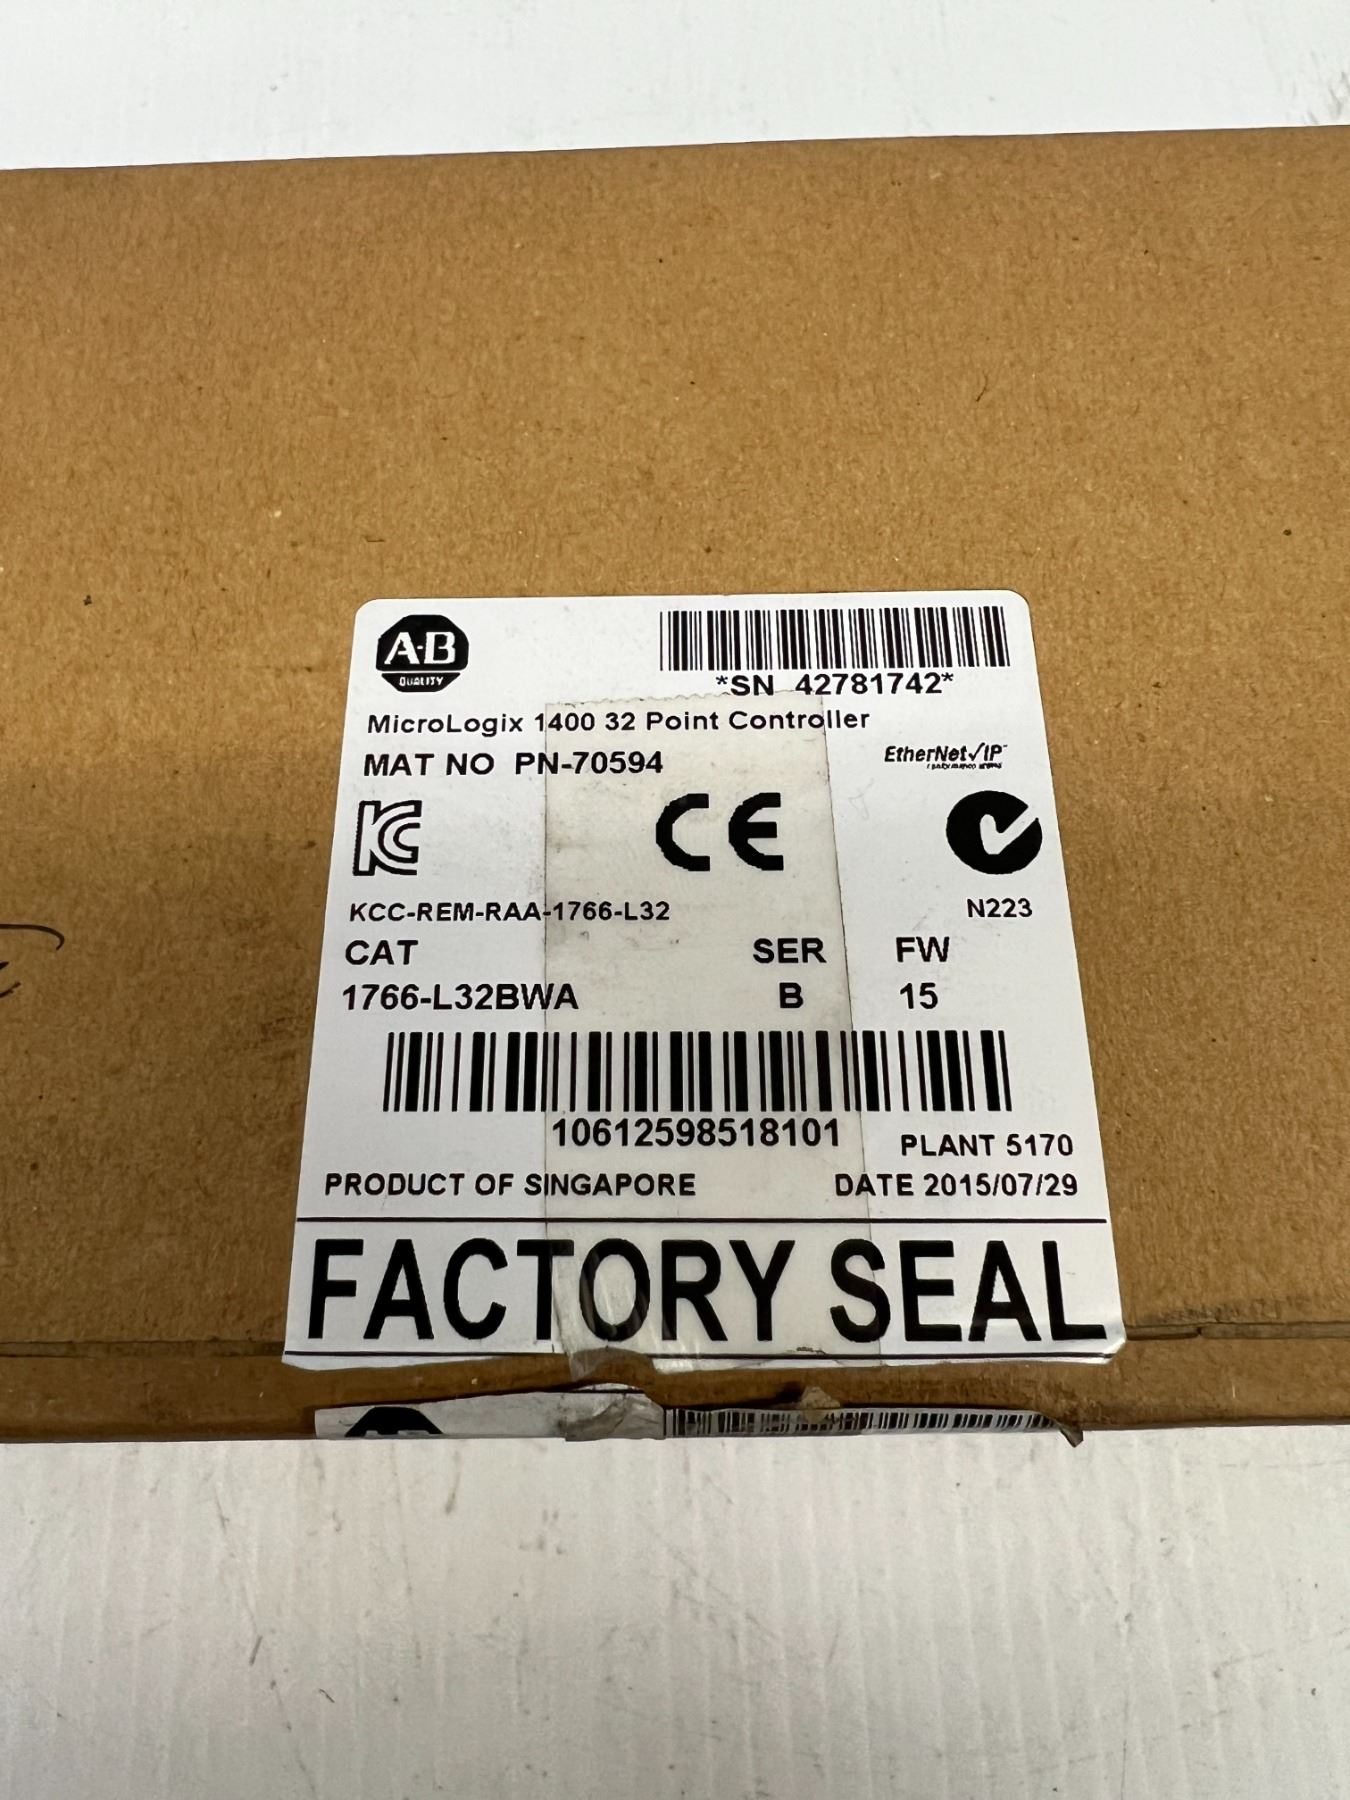 A-B
QUALITY
*SN 42781742*
MicroLogix 1400 32 Point Controller
MAT NO PN-70594
EtherNet/IP
KC
CE
KCC-REM-RAA-1766-L32
N223
CAT SER FW
1766-L32BWA B 15
10612598518101
PLANT 5170
PRODUCT OF SINGAPORE
DATE 2015/07/29
FACTORY SEAL
A-B